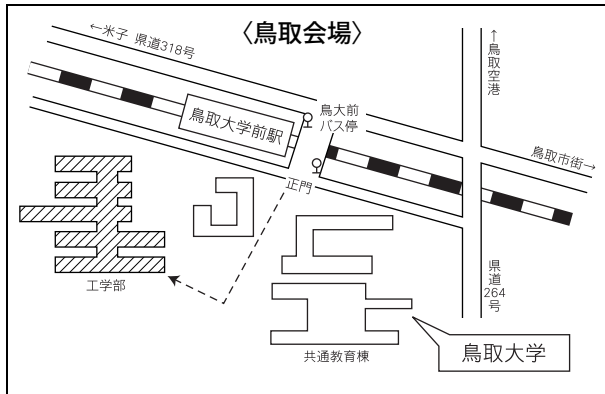 〈鳥取会場〉
←米子 県道318号
↑鳥取空港
鳥大前
バス停
鳥取大学前駅
鳥取市街→
正門
工学部
県道
264
号
共通教育棟
鳥取大学